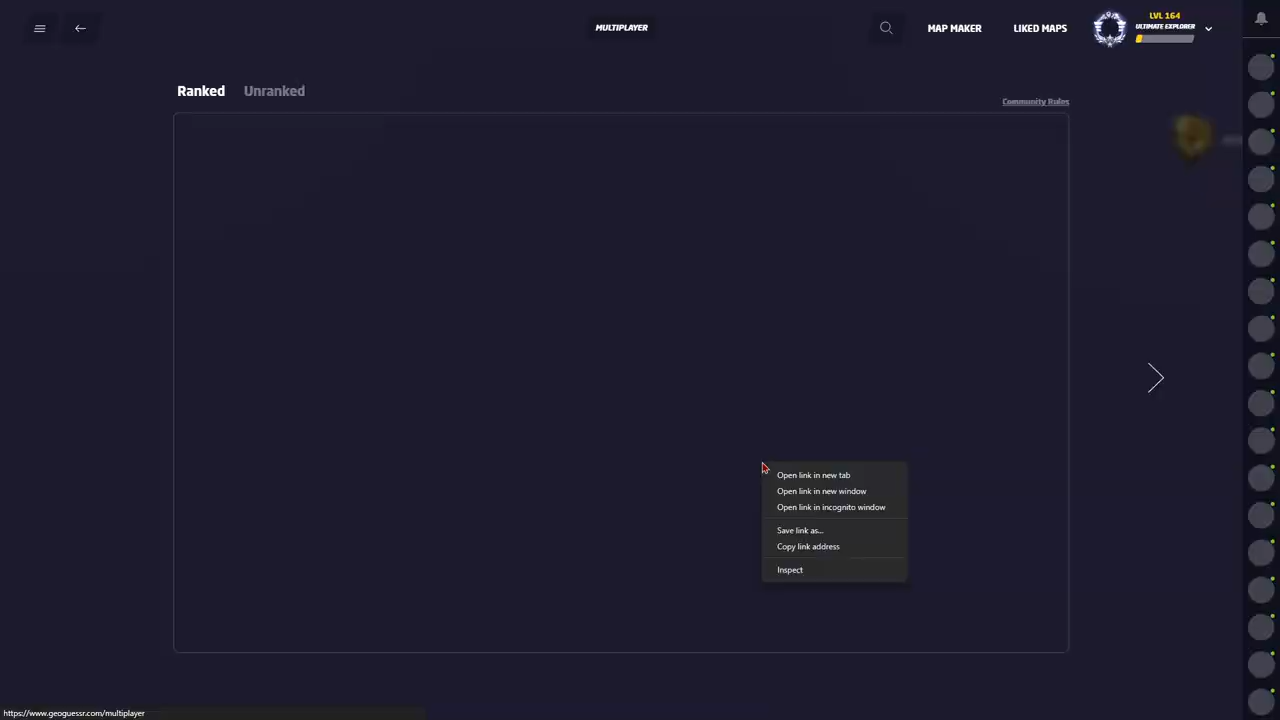 MULTIPLAYER
MAP MAKER
LIKED MAPS
LVL 164
ULTIMATE EXPLORER
Ranked
Unranked
Community Rules
Open link in new tab
Open link in new window
Open link in incognito window
Save link as...
Copy link address
Inspect
https://www.geoguessr.com/multiplayer